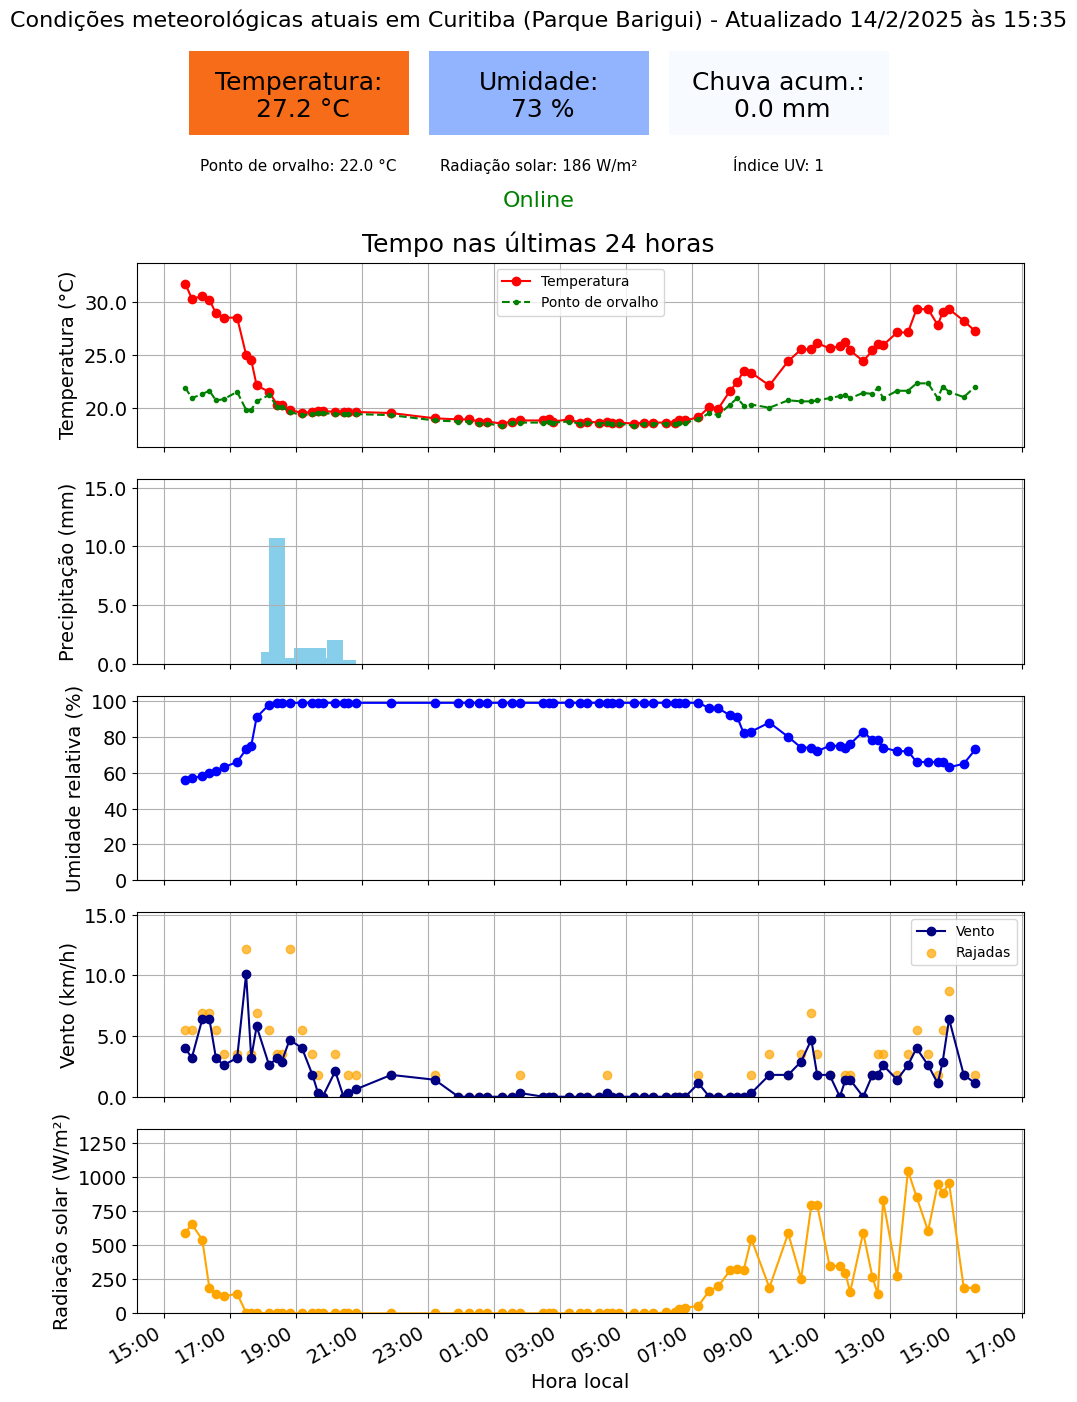 Condições meteorológicas atuais em Curitiba (Parque Barigui) - Atualizado 14/2/2025 às 15:35
Temperatura:
27.2 °C
Umidade:
73 %
Chuva acum.:
0.0 mm
Ponto de orvalho: 22.0 °C
Radiação solar: 186 W/m²
Índice UV: 1
Online
Tempo nas últimas 24 horas
Temperatura (°C)
30.0
25.0
20.0
Temperatura
Ponto de orvalho
Precipitação (mm)
15.0
10.0
5.0
0.0
Umidade relativa (%)
100
80
60
40
20
0
Vento (km/h)
15.0
10.0
5.0
0.0
Vento
Rajadas
Radiação solar (W/m²)
1250
1000
750
500
250
0
15:00
17:00
19:00
21:00
23:00
01:00
03:00
05:00
07:00
09:00
11:00
13:00
15:00
17:00
Hora local